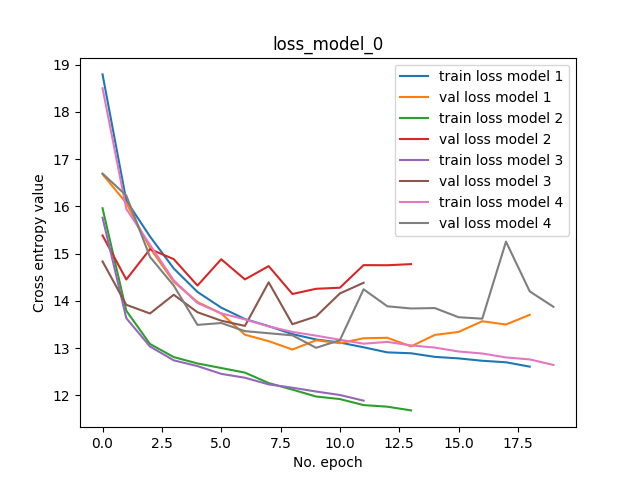 loss_model_0
train loss model 1
val loss model 1
train loss model 2
val loss model 2
train loss model 3
val loss model 3
train loss model 4
val loss model 4
Cross entropy value
19
18
17
16
15
14
13
12
0.0 2.5 5.0 7.5 10.0 12.5 15.0 17.5
No. epoch